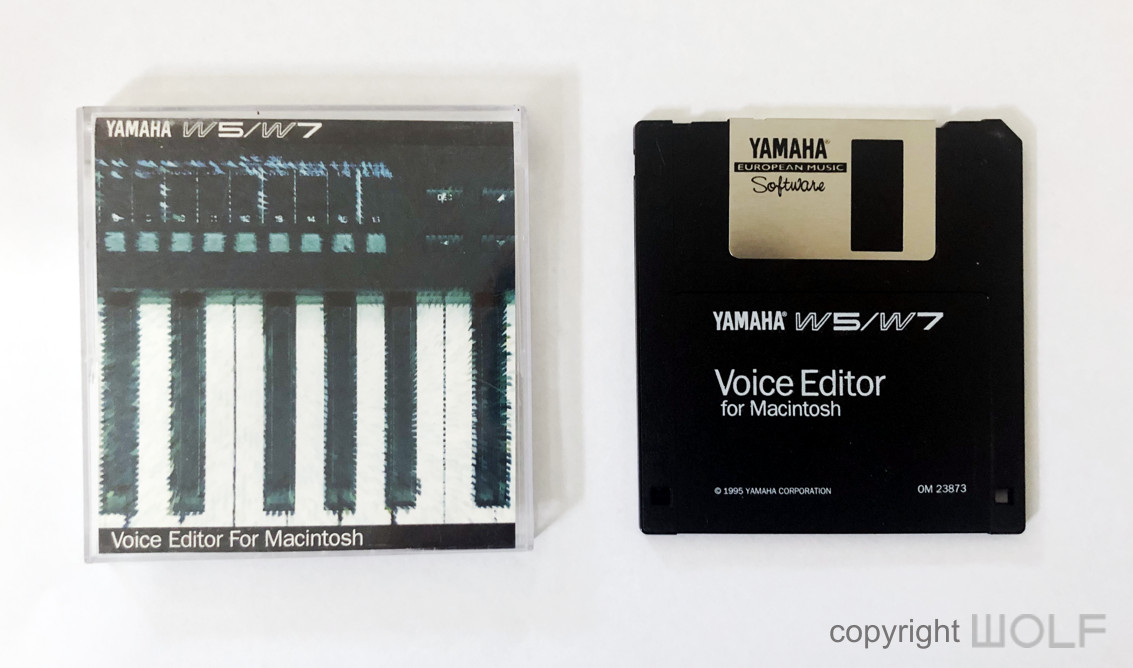 YAMAHA W5/W7
Voice Editor For Macintosh
YAMAHA®
EUROPEAN MUSIC
Software
YAMAHA® W5/W7
Voice Editor
for Macintosh
© 1995 YAMAHA CORPORATION OM 23873
copyright WOLF